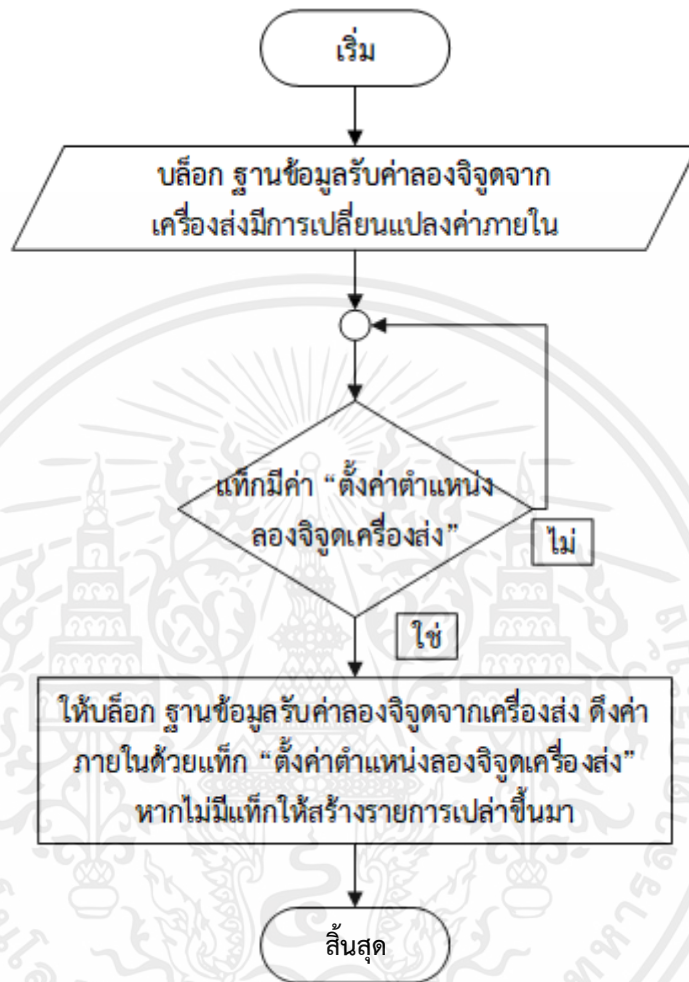 เริ่ม
บล็อก ฐานข้อมูลรับค่าลองจิจูดจาก
เครื่องส่งมีการเปลี่ยนแปลงค่าภายใน
แท็กมีค่า “ตั้งค่าตำแหน่ง
ลองจิจูดเครื่องส่ง”
ไม่
ใช่
ให้บล็อก ฐานข้อมูลรับค่าลองจิจูดจากเครื่องส่ง ดึงค่า
ภายในด้วยแท็ก “ตั้งค่าตำแหน่งลองจิจูดเครื่องส่ง”
หากไม่มีแท็กให้สร้างรายการเปล่าขึ้นมา
สิ้นสุด